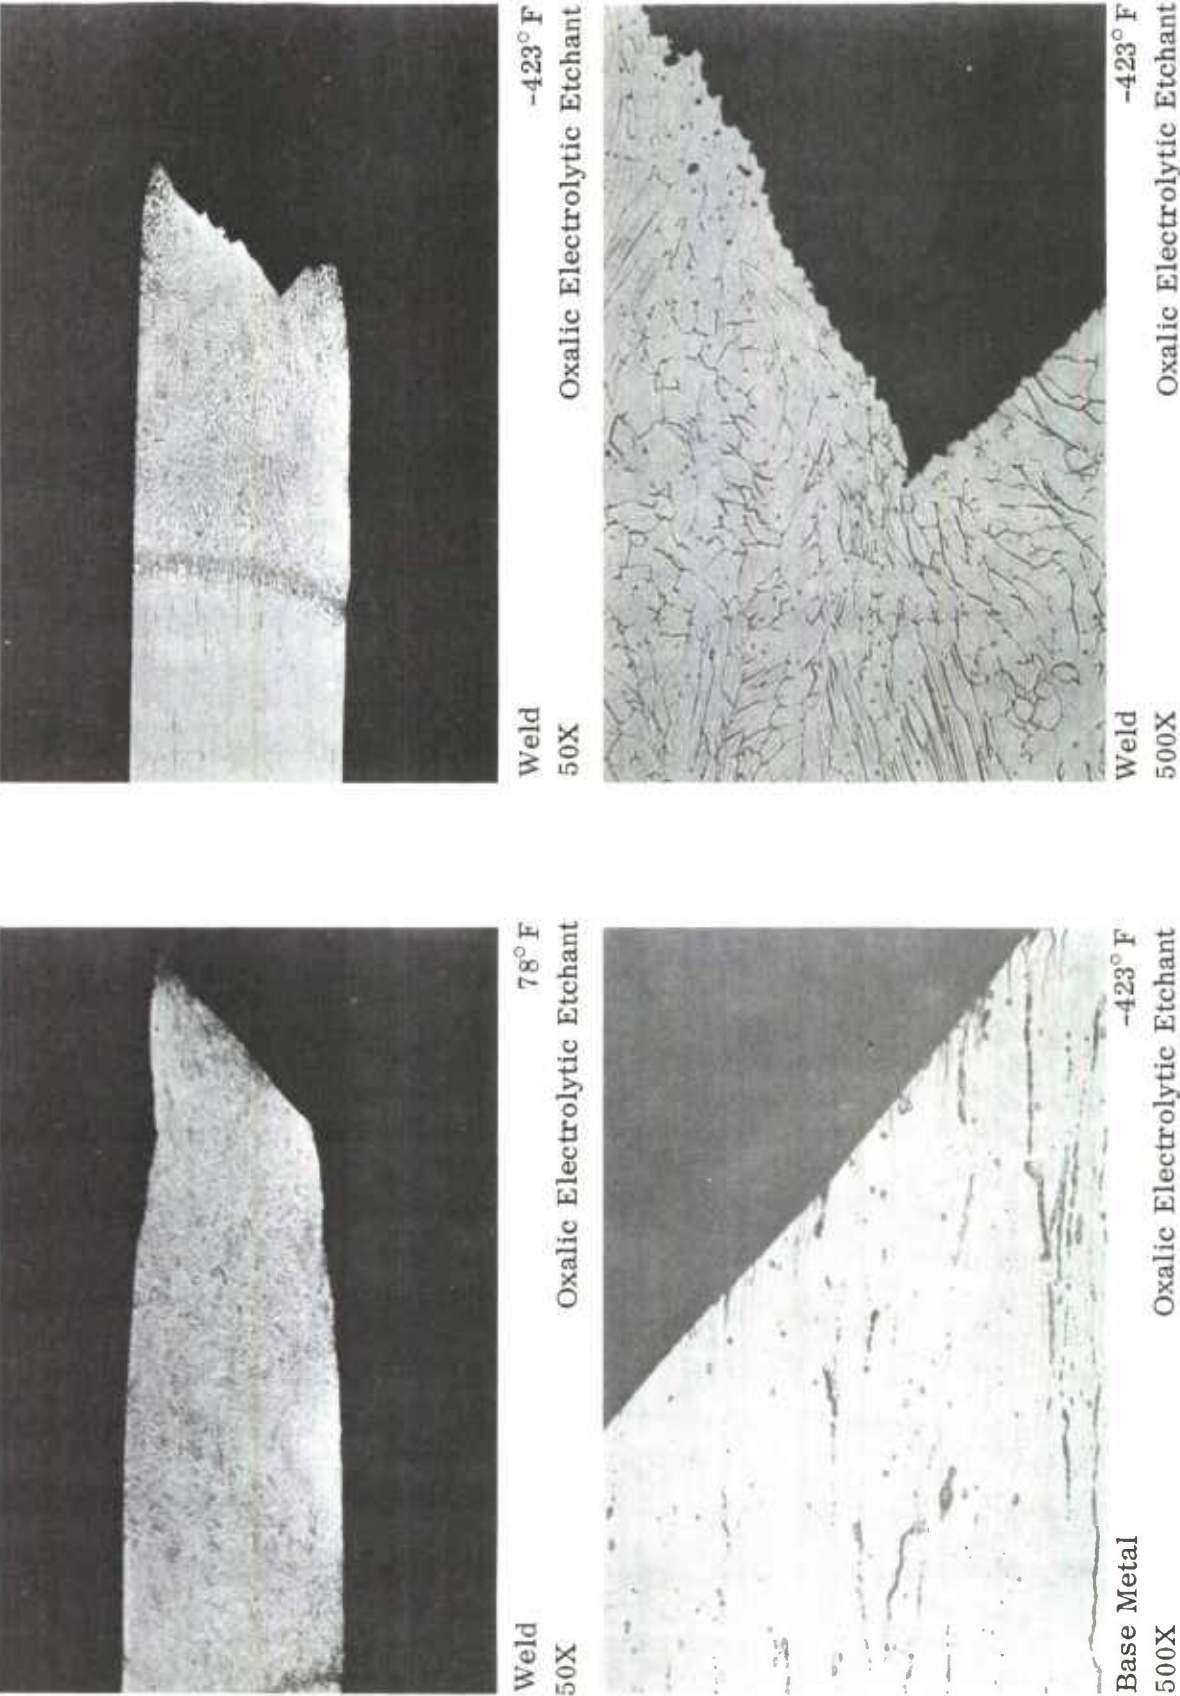 Weld 78° F
50X Oxalic Electrolytic Etchant
Weld -423° F
50X Oxalic Electrolytic Etchant
Base Metal -423° F
500X Oxalic Electrolytic Etchant
Weld -423° F
500X Oxalic Electrolytic Etchant